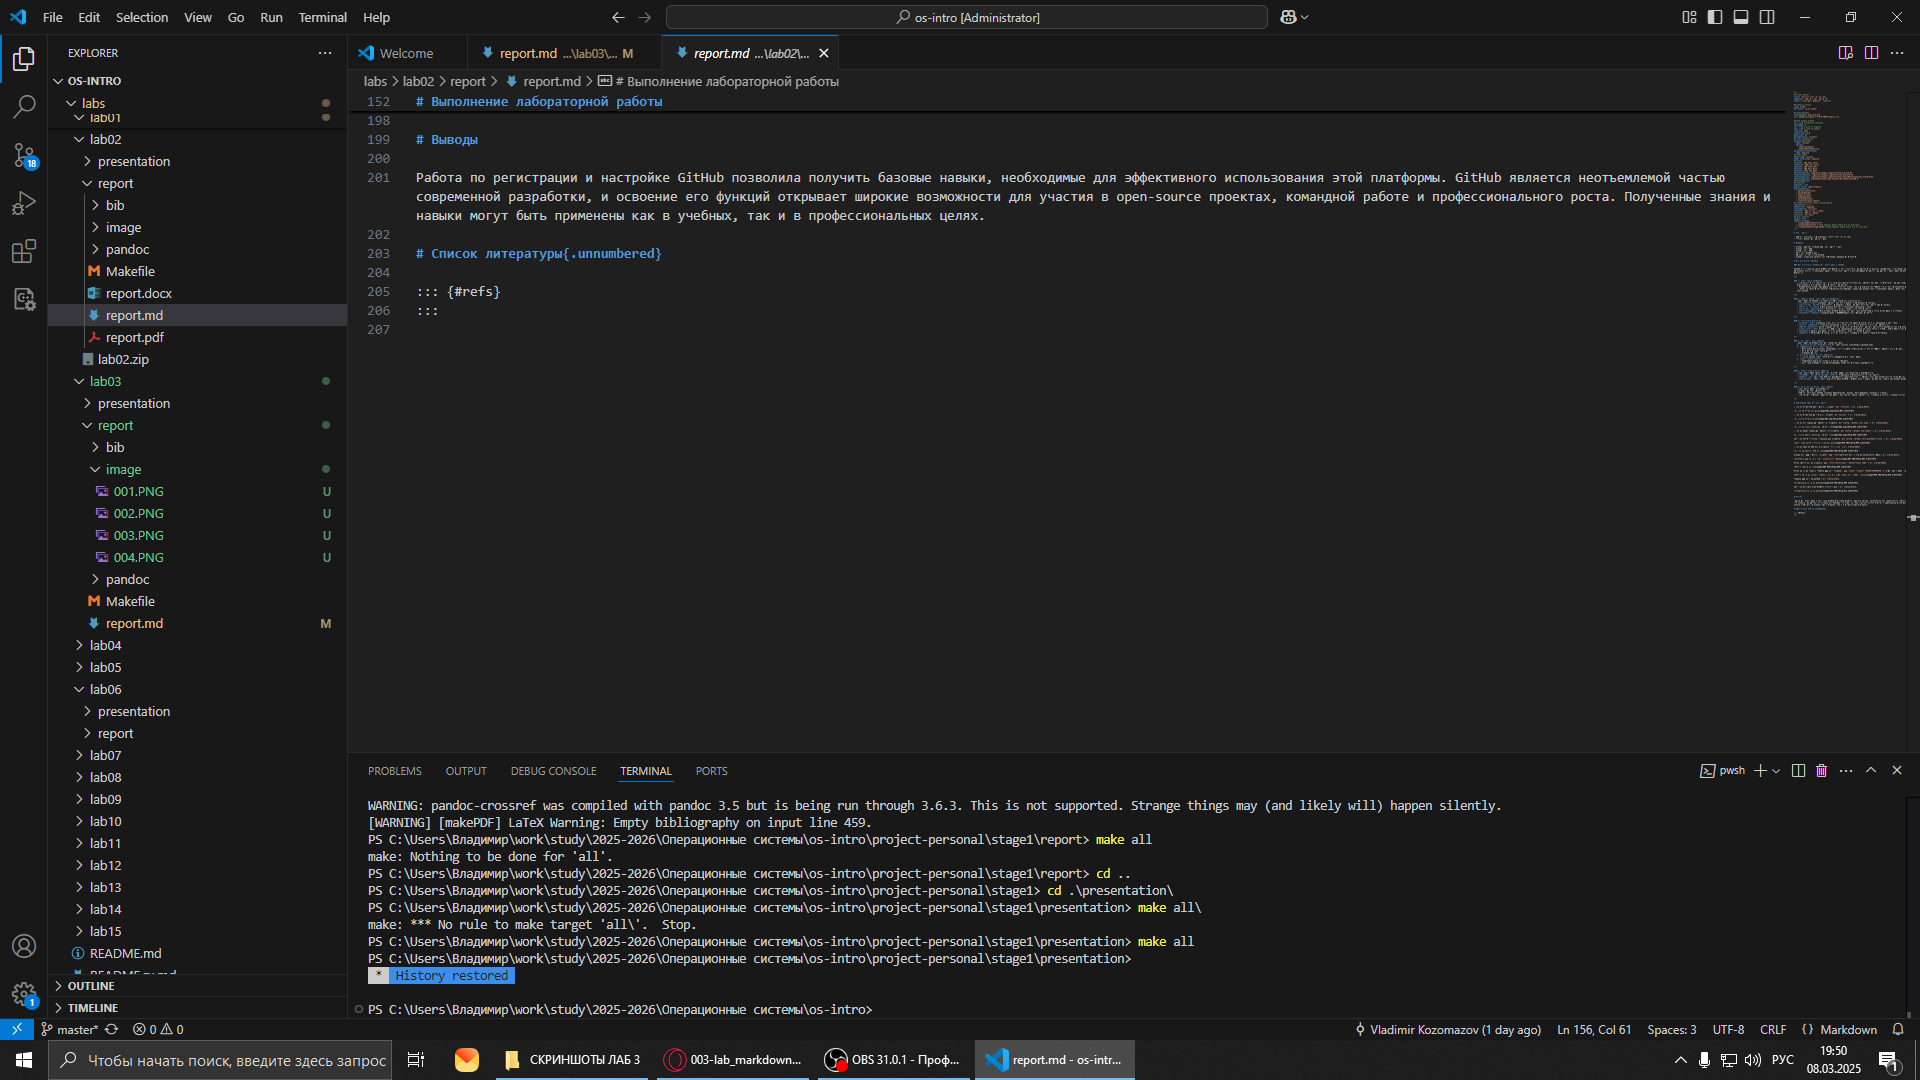 File Edit Selection View Go Run Terminal Help
os-intro [Administrator]
EXPLORER
Welcome
report.md ...\lab03\... M
report.md ...\lab02\...
labs > lab02 > report > report.md > # Выполнение лабораторной работы
OS-INTRO
labs
lab01
lab02
presentation
report
bib
image
pandoc
Makefile
report.docx
report.md
report.pdf
lab02.zip
lab03
presentation
report
bib
image
001.PNG U
002.PNG U
003.PNG U
004.PNG U
pandoc
Makefile
report.md M
lab04
lab05
lab06
presentation
report
lab07
lab08
lab09
lab10
lab11
lab12
lab13
lab14
lab15
README.md
OUTLINE
TIMELINE
18
1
152 # Выполнение лабораторной работы
198
199 # Выводы
200
201 Работа по регистрации и настройке GitHub позволила получить базовые навыки, необходимые для эффективного использования этой платформы. GitHub является неотъемлемой частью
современной разработки, и освоение его функций открывает широкие возможности для участия в open-source проектах, командной работе и профессионального роста. Полученные знания и
навыки могут быть применены как в учебных, так и в профессиональных целях.
202
203 # Список литературы{.unnumbered}
204
205 ::: {#refs}
206 :::
207
PROBLEMS OUTPUT DEBUG CONSOLE TERMINAL PORTS
pwsh
WARNING: pandoc-crossref was compiled with pandoc 3.5 but is being run through 3.6.3. This is not supported. Strange things may (and likely will) happen silently.
[WARNING] [makePDF] LaTeX Warning: Empty bibliography on input line 459.
PS C:\Users\Владимир\work\study\2025-2026\Операционные системы\os-intro\project-personal\stage1\report> make all
make: Nothing to be done for 'all'.
PS C:\Users\Владимир\work\study\2025-2026\Операционные системы\os-intro\project-personal\stage1\report> cd ..
PS C:\Users\Владимир\work\study\2025-2026\Операционные системы\os-intro\project-personal\stage1> cd .\presentation\
PS C:\Users\Владимир\work\study\2025-2026\Операционные системы\os-intro\project-personal\stage1\presentation> make all\
make: *** No rule to make target 'all\'.  Stop.
PS C:\Users\Владимир\work\study\2025-2026\Операционные системы\os-intro\project-personal\stage1\presentation> make all
PS C:\Users\Владимир\work\study\2025-2026\Операционные системы\os-intro\project-personal\stage1\presentation>
* History restored
PS C:\Users\Владимир\work\study\2025-2026\Операционные системы\os-intro>
master* 0 0
Vladimir Kozomazov (1 day ago) Ln 156, Col 61 Spaces: 3 UTF-8 CRLF {} Markdown
Чтобы начать поиск, введите здесь запрос
СКРИНШОТЫ ЛАБ 3
003-lab_markdown...
OBS 31.0.1 - Проф...
report.md - os-intr...
РУС
19:50
08.03.2025
1